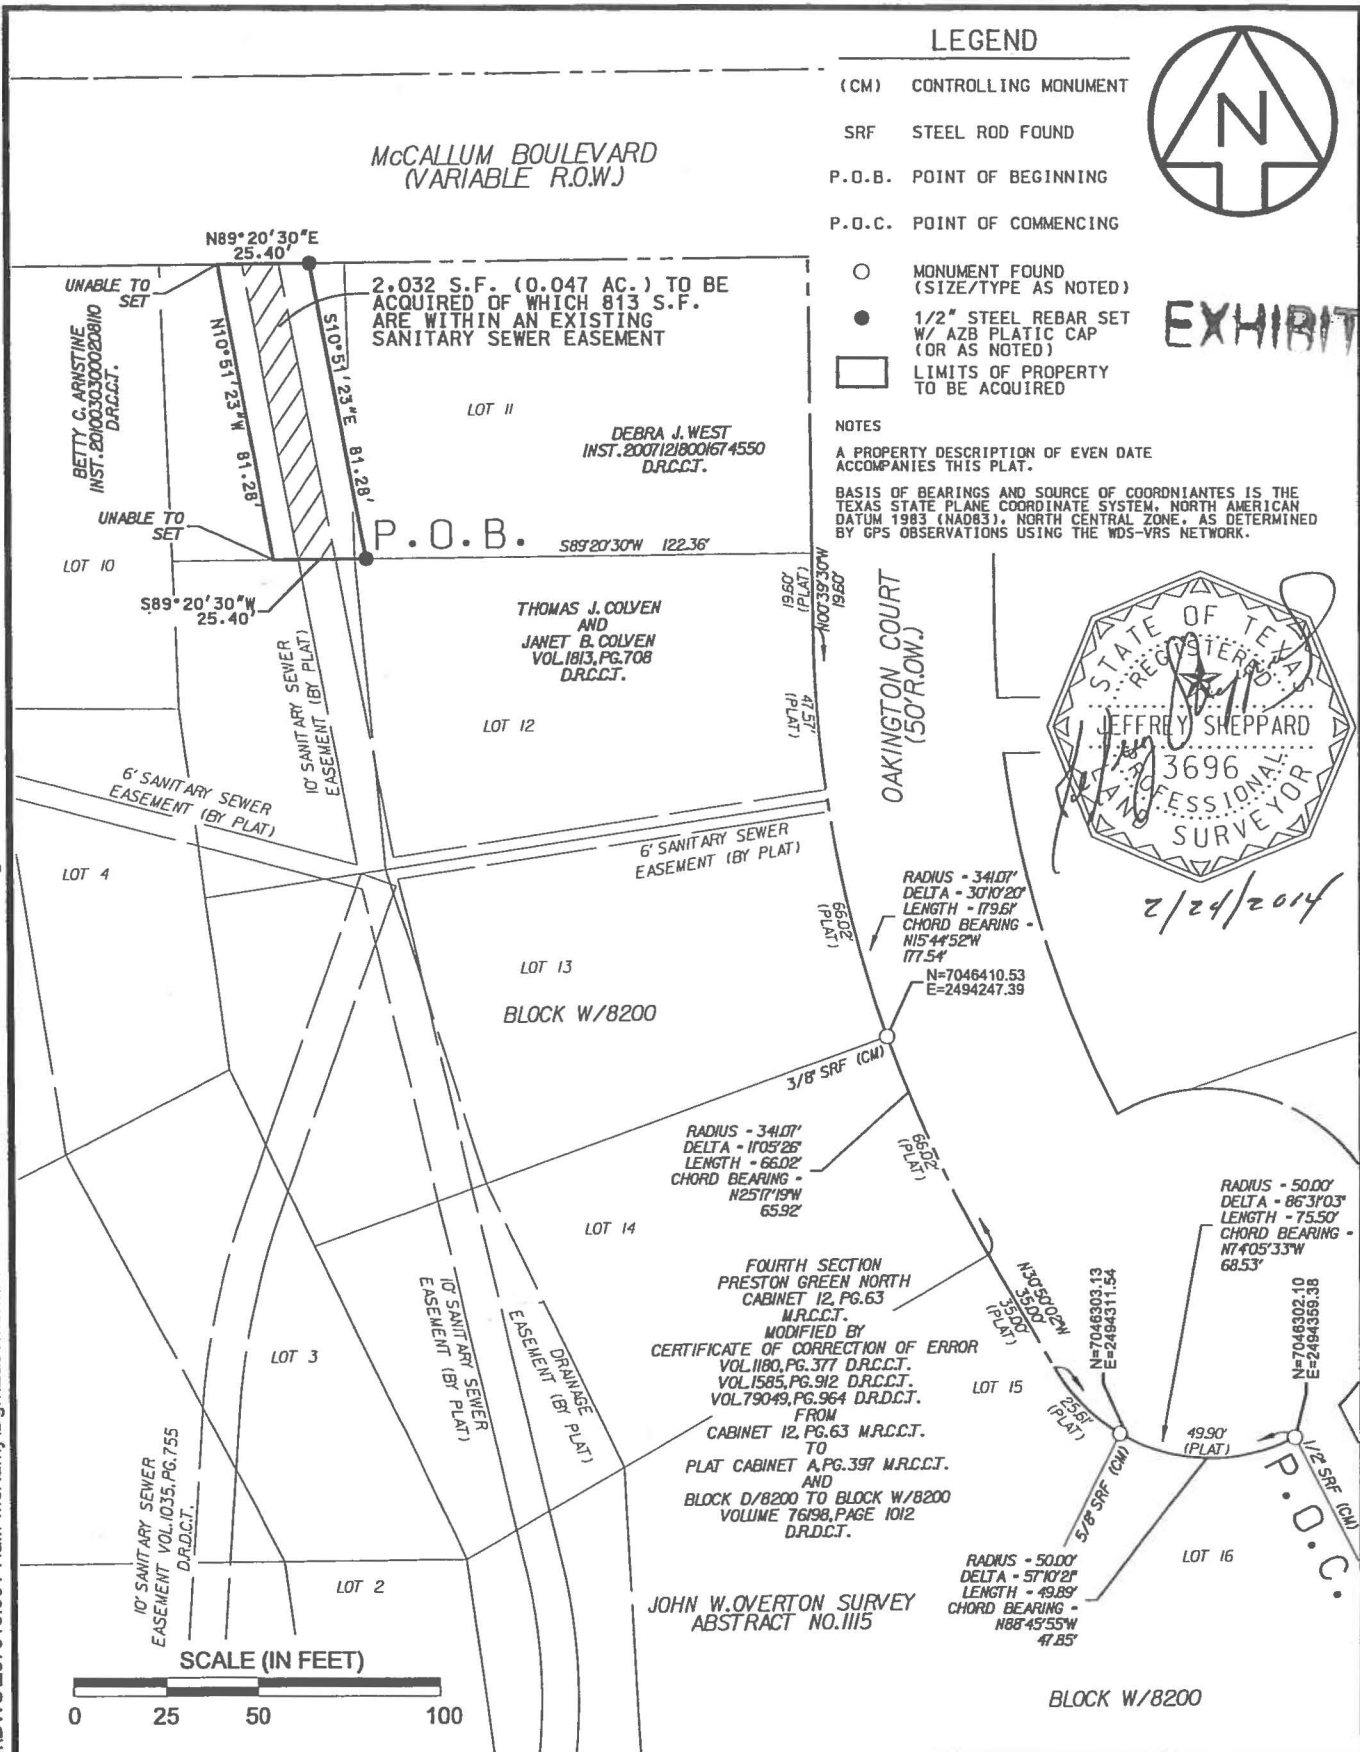 LEGEND
(CM) CONTROLLING MONUMENT
SRF STEEL ROD FOUND
P.O.B. POINT OF BEGINNING
P.O.C. POINT OF COMMENCING
MONUMENT FOUND
(SIZE/TYPE AS NOTED)
1/2" STEEL REBAR SET
W/ AZB PLATIC CAP
(OR AS NOTED)
LIMITS OF PROPERTY
TO BE ACQUIRED
N
EXHIBIT
NOTES
A PROPERTY DESCRIPTION OF EVEN DATE
ACCOMPANIES THIS PLAT.
BASIS OF BEARINGS AND SOURCE OF COORDNIANTES IS THE
TEXAS STATE PLANE COORDINATE SYSTEM, NORTH AMERICAN
DATUM 1983 (NAD83), NORTH CENTRAL ZONE, AS DETERMINED
BY GPS OBSERVATIONS USING THE WDS-VRS NETWORK.
McCALLUM BOULEVARD
(VARIABLE R.O.W.)
N89°20'30"E
25.40'
UNABLE TO
SET
2,032 S.F. (0.047 AC.) TO BE
ACQUIRED OF WHICH 813 S.F.
ARE WITHIN AN EXISTING
SANITARY SEWER EASEMENT
BETTY C. ARNSTINE
INST.20100303000208110
D.R.C.C.T.
N10°51'23"W 81.28'
S10°51'23"E 81.28'
LOT 11
DEBRA J. WEST
INST.20071218001674550
D.R.C.C.T.
UNABLE TO
SET
P.O.B.
S89°20'30"W 122.36'
LOT 10
S89°20'30"W
25.40'
THOMAS J. COLVEN
AND
JANET B. COLVEN
VOL.1813,PG.708
D.R.C.C.T.
19.60'
(PLAT)
N00°39'30"W
19.60'
OAKINGTON COURT
(50'R.O.W.)
STATE OF TEXAS
REGISTERED
JEFFREY SHEPPARD
3696
PROFESSIONAL
LAND SURVEYOR
2/24/2014
10' SANITARY SEWER
EASEMENT (BY PLAT)
LOT 12
47.57'
(PLAT)
6' SANITARY SEWER
EASEMENT (BY PLAT)
6' SANITARY SEWER
EASEMENT (BY PLAT)
LOT 4
66.02'
(PLAT)
RADIUS - 341.07'
DELTA - 30°10'20"
LENGTH - 179.61'
CHORD BEARING -
N15°44'52"W
177.54'
N=7046410.53
E=2494247.39
LOT 13
BLOCK W/8200
3/8" SRF (CM)
RADIUS - 341.07'
DELTA - 11°05'26"
LENGTH - 66.02'
CHORD BEARING -
N25°17'19"W
65.92'
66.02'
(PLAT)
RADIUS - 50.00'
DELTA - 86°31'03"
LENGTH - 75.50'
CHORD BEARING -
N74°05'33"W
68.53'
LOT 14
FOURTH SECTION
PRESTON GREEN NORTH
CABINET 12, PG.63
M.R.C.C.T.
MODIFIED BY
CERTIFICATE OF CORRECTION OF ERROR
VOL.1180,PG.377 D.R.C.C.T.
VOL.1585,PG.912 D.R.C.C.T.
VOL.79049,PG.964 D.R.D.C.T.
FROM
CABINET 12, PG.63 M.R.C.C.T.
TO
PLAT CABINET A,PG.397 M.R.C.C.T.
AND
BLOCK D/8200 TO BLOCK W/8200
VOLUME 76198,PAGE 1012
D.R.D.C.T.
N30°50'02"W
35.00'
35.00'
(PLAT)
N=7046303.13
E=2494311.54
N=7046302.10
E=2494359.38
LOT 3
10' SANITARY SEWER
EASEMENT (BY PLAT)
DRAINAGE
EASEMENT (BY PLAT)
LOT 15
25.61'
(PLAT)
49.90'
(PLAT)
1/2" SRF (CM)
5/8" SRF (CM)
P.O.C.
10' SANITARY SEWER
EASEMENT VOL.1035,PG.755
D.R.D.C.T.
RADIUS - 50.00'
DELTA - 57°10'21"
LENGTH - 49.89'
CHORD BEARING -
N88°45'55"W
47.85'
LOT 16
LOT 2
JOHN W.OVERTON SURVEY
ABSTRACT NO.1115
SCALE (IN FEET)
0 25 50 100
BLOCK W/8200